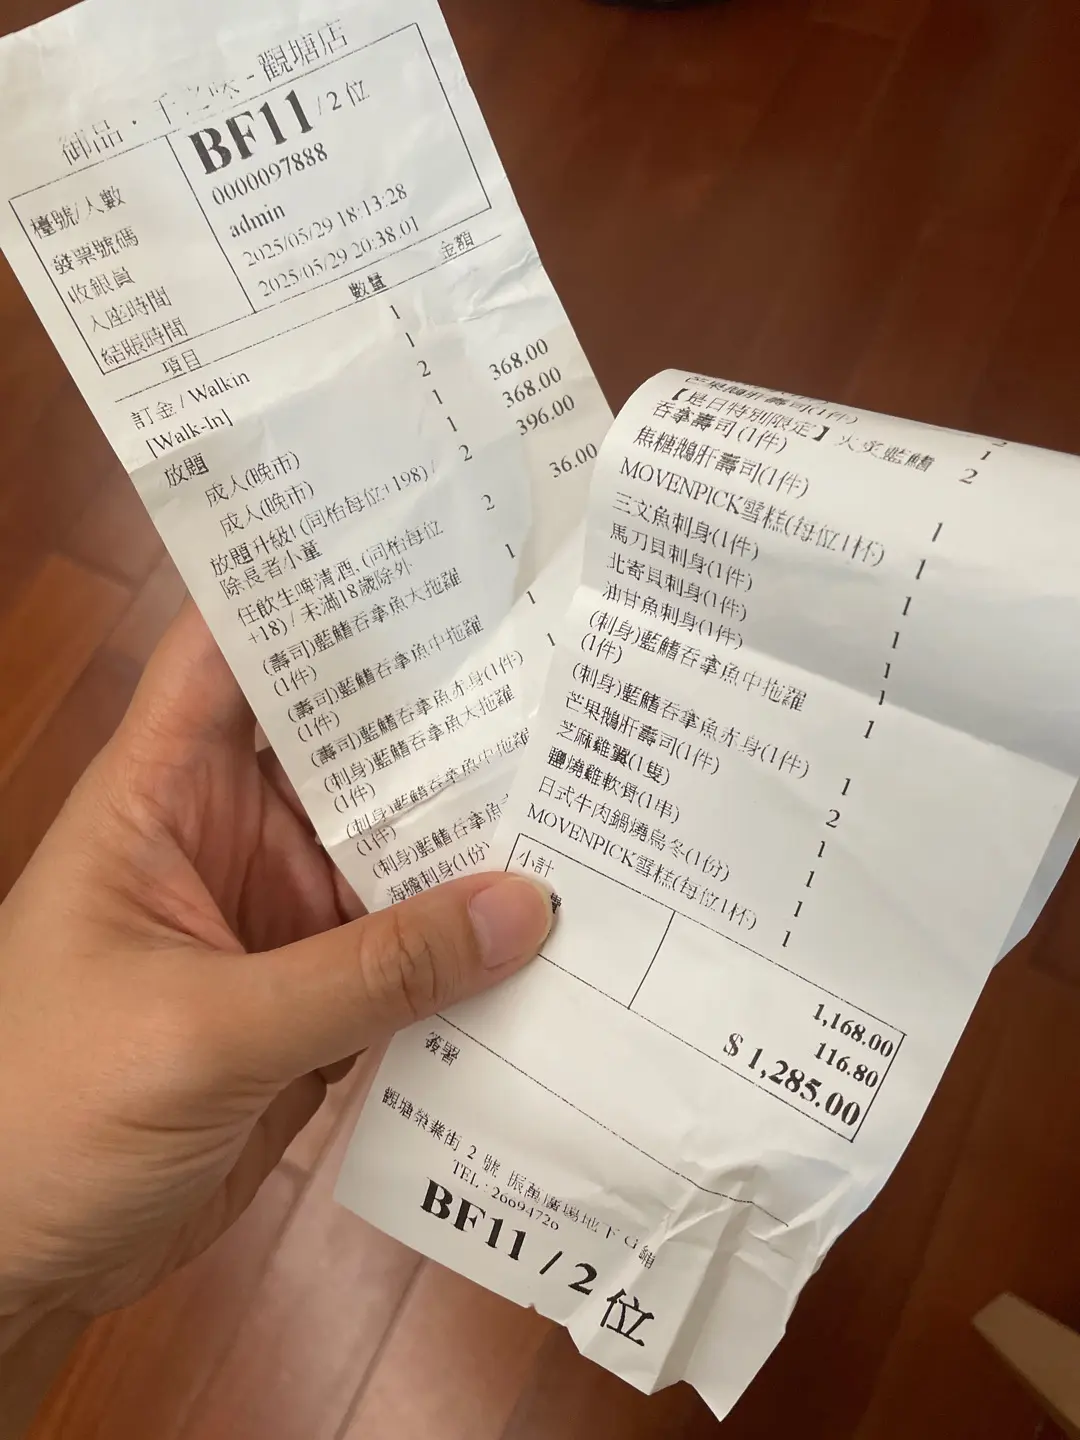 御品·千之味 - 觀塘店
檯號/人數 BF11 / 2 位
發票號碼 0000097888
收銀員 admin
入座時間 2025/05/29 18:13:28
結賬時間 2025/05/29 20:38:01
項目 數量 金額
訂金 / Walkin 1
[Walk-In] 1
放題 2
成人(晚市) 1 368.00
成人(晚市) 1 368.00
放題升級! (同枱每位+198) / 2 396.00
除長者小童
任飲生啤清酒, (同枱每位 2 36.00
+18) / 未滿18歲除外
(壽司)藍鰭吞拿魚大拖羅 1
(1件)
(壽司)藍鰭吞拿魚中拖羅 1
(1件)
(壽司)藍鰭吞拿魚赤身(1件) 1
(刺身)藍鰭吞拿魚大拖羅
(1件)
(刺身)藍鰭吞拿魚中拖羅
(1件)
(刺身)藍鰭吞拿魚
海膽刺身(1份)
芒果鵝肝壽司(1件) 2
【是日特別限定】火炙藍鰭 1
吞拿壽司 (1件)
焦糖鵝肝壽司(1件) 2
MOVENPICK雪糕(每位1杯) 1
三文魚刺身(1件) 1
馬刀貝刺身(1件) 1
北寄貝刺身(1件) 1
油甘魚刺身(1件) 1
(刺身)藍鰭吞拿魚中拖羅 1
(1件)
(刺身)藍鰭吞拿魚赤身(1件) 1
芒果鵝肝壽司(1件) 1
芝麻雞翼(1隻) 2
鹽燒雞軟骨(1串) 1
日式牛肉鍋燒烏冬(1份) 1
MOVENPICK雪糕(每位1杯) 1
小計 1,168.00
116.80
$ 1,285.00
簽署
觀塘榮業街 2 號 振萬廣場地下 G 鋪
TEL : 26694726
BF11 / 2 位